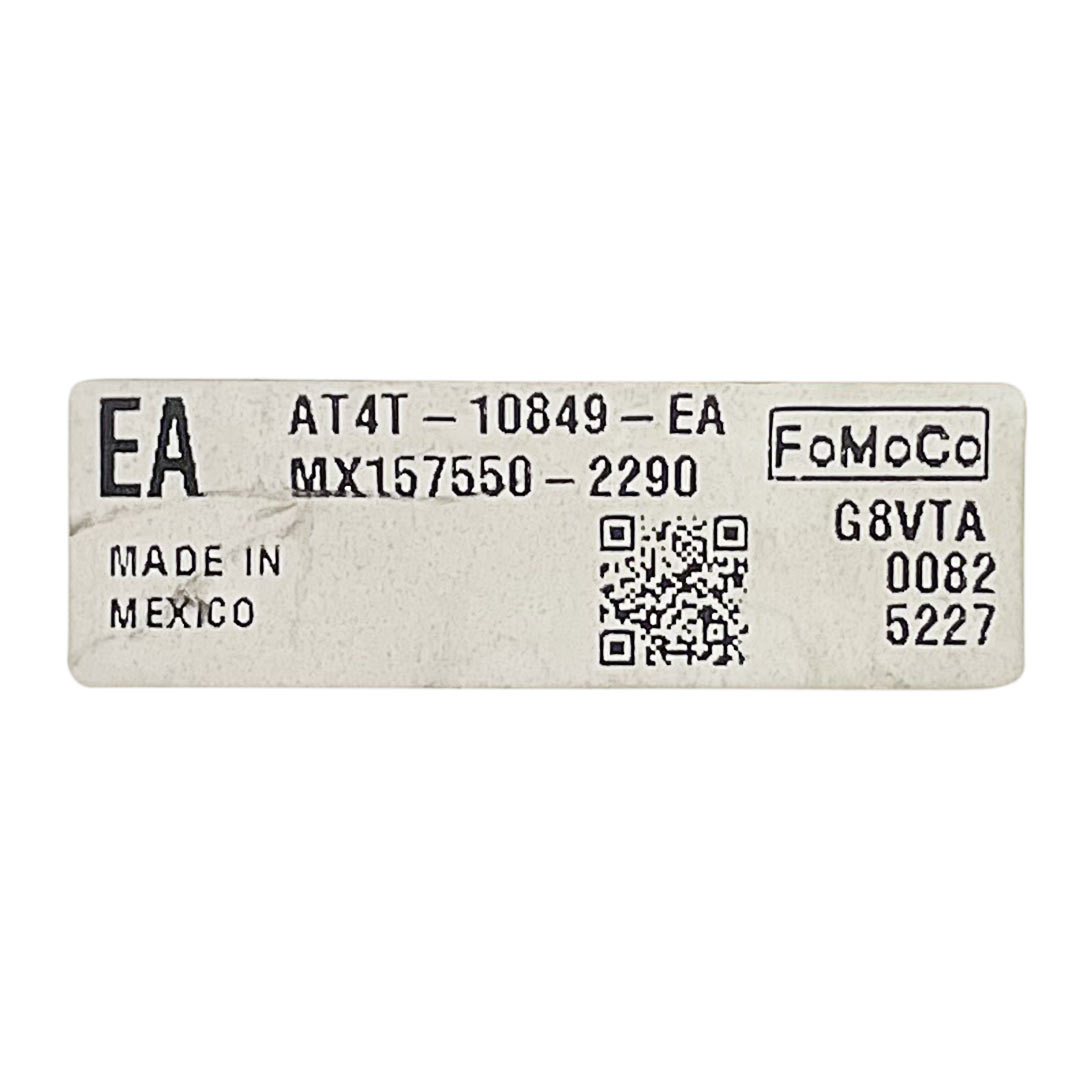 EA
AT4T-10849-EA
MX157550-2290
FoMoCo
G8VTA
0082
5227
MADE IN
MEXICO